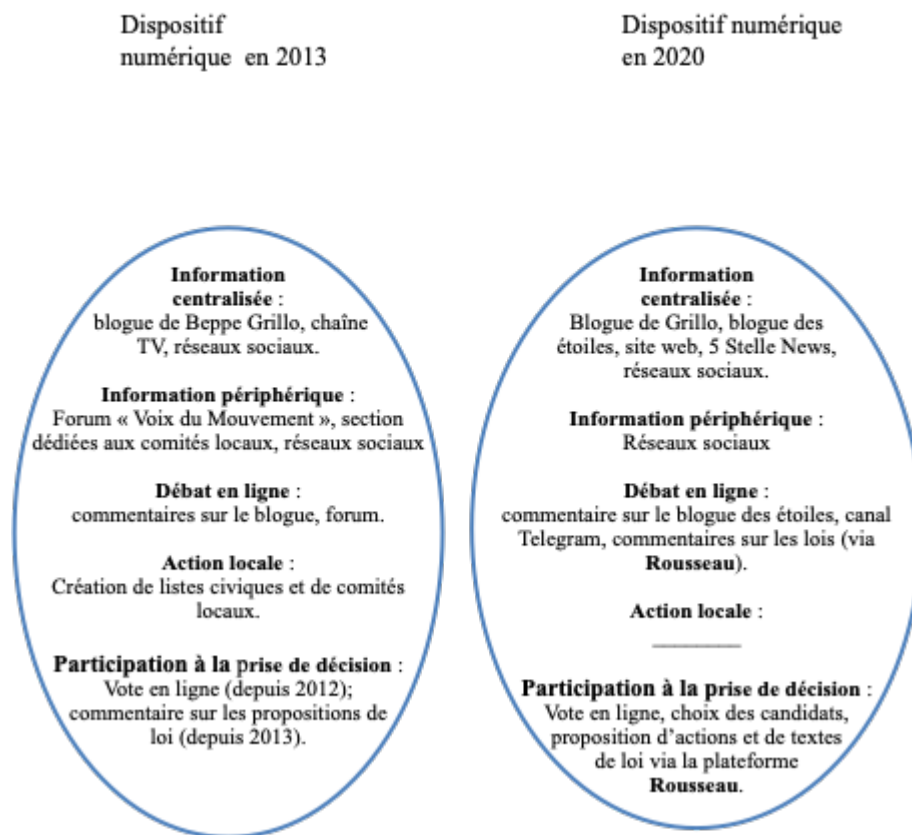 Dispositif
numérique en 2013
Dispositif numérique
en 2020
Information
centralisée :
blogue de Beppe Grillo, chaîne
TV, réseaux sociaux.
Information périphérique :
Forum « Voix du Mouvement », section
dédiées aux comités locaux, réseaux sociaux
Débat en ligne :
commentaires sur le blogue, forum.
Action locale :
Création de listes civiques et de comités
locaux.
Participation à la prise de décision :
Vote en ligne (depuis 2012);
commentaire sur les propositions de
loi (depuis 2013).
Information
centralisée :
Blogue de Grillo, blogue des
étoiles, site web, 5 Stelle News,
réseaux sociaux.
Information périphérique :
Réseaux sociaux
Débat en ligne :
commentaire sur le blogue des étoiles, canal
Telegram, commentaires sur les lois (via
Rousseau).
Action locale :
________
Participation à la prise de décision :
Vote en ligne, choix des candidats,
proposition d'actions et de textes
de loi via la plateforme
Rousseau.